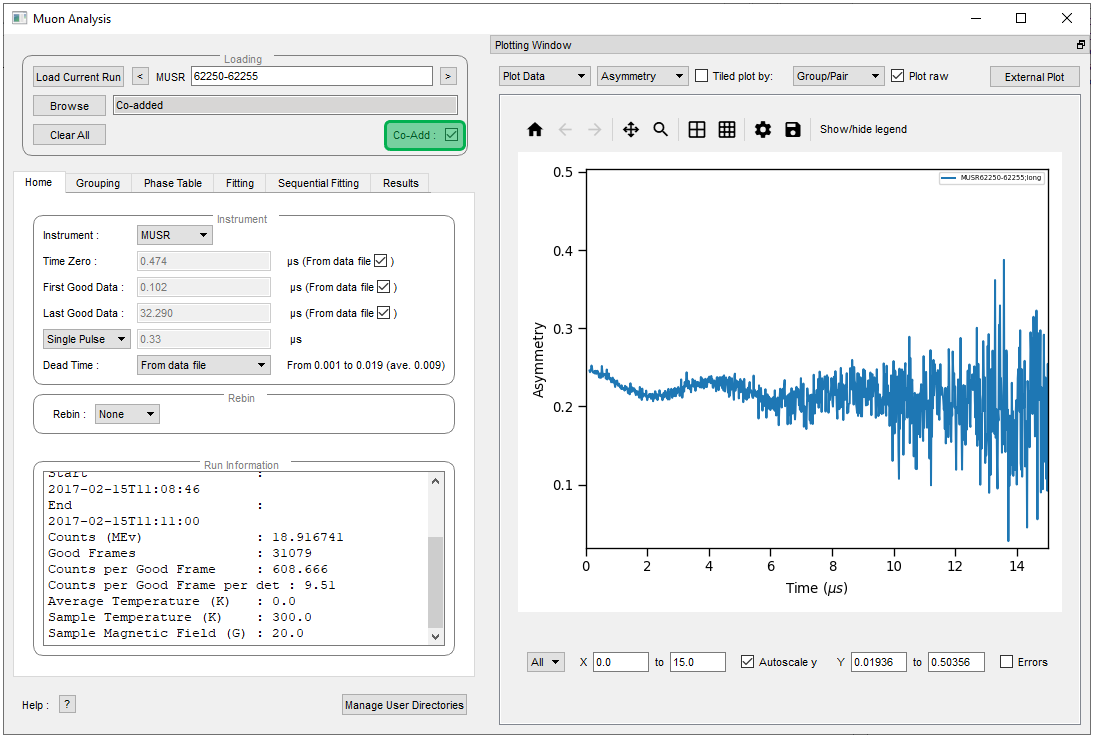 Muon Analysis
Loading
Load Current Run < MUSR 62250-62255 >
Browse Co-added
Clear All Co-Add :
Home Grouping Phase Table Fitting Sequential Fitting Results
Instrument
Instrument : MUSR
Time Zero : 0.474 µs (From data file )
First Good Data : 0.102 µs (From data file )
Last Good Data : 32.290 µs (From data file )
Single Pulse 0.33 µs
Dead Time : From data file From 0.001 to 0.019 (ave. 0.009)
Rebin
Rebin : None
Run Information
Start :
2017-02-15T11:08:46
End :
2017-02-15T11:11:00
Counts (MEv) : 18.916741
Good Frames : 31079
Counts per Good Frame : 608.666
Counts per Good Frame per det : 9.51
Average Temperature (K) : 0.0
Sample Temperature (K) : 300.0
Sample Magnetic Field (G) : 20.0
Help : ? Manage User Directories
Plotting Window
Plot Data Asymmetry Tiled plot by: Group/Pair Plot raw External Plot
Show/hide legend
MUSR62250-62255;long
0.5
0.4
0.3
0.2
0.1
Asymmetry
0 2 4 6 8 10 12 14
Time (µs)
All X 0.0 to 15.0 Autoscale y Y 0.01936 to 0.50356 Errors